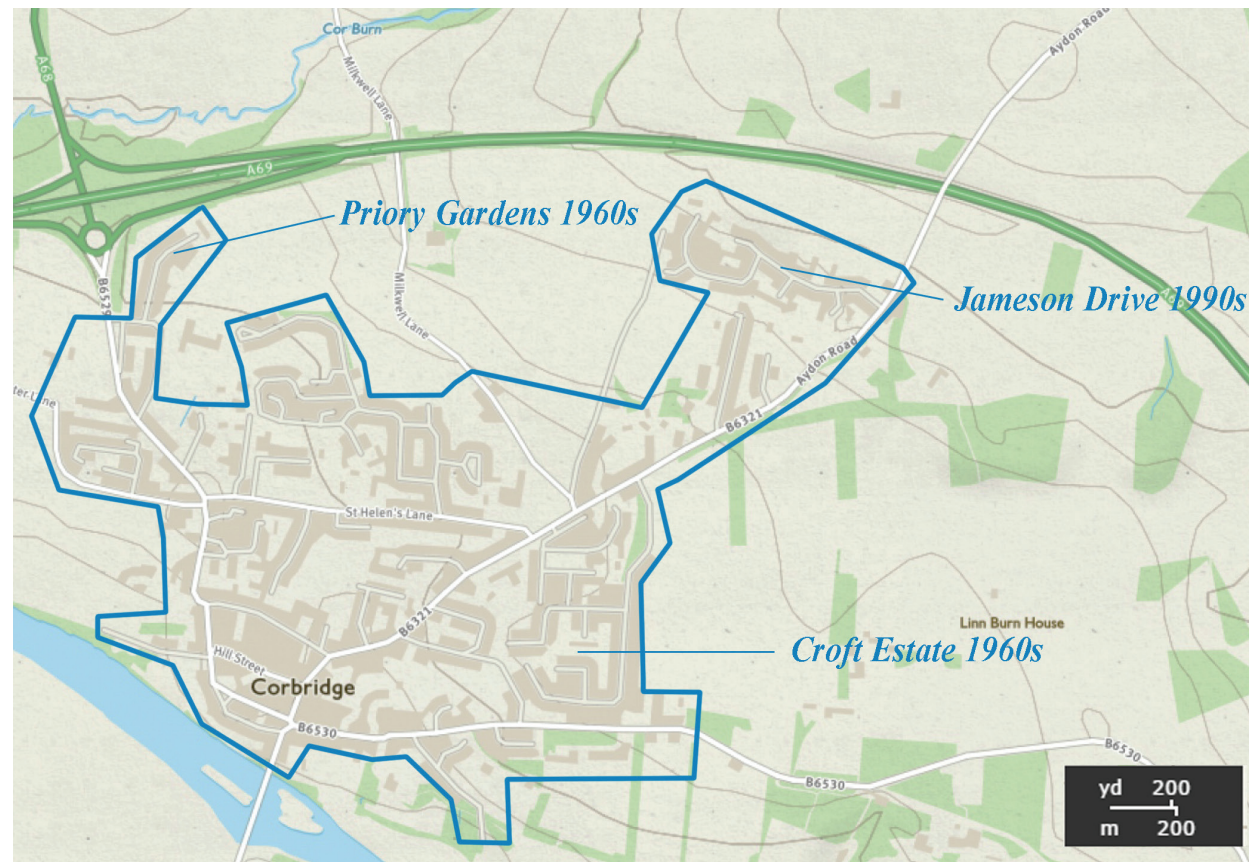 Cor Burn
Aydon Road
A68
Milkwell Lane
A69
Priory Gardens 1960s
B6529
Milkwell Lane
Jameson Drive 1990s
Aydon Road
ter Lane
B6321
St Helen's Lane
B6321
Linn Burn House
Croft Estate 1960s
Hill Street
Corbridge
B6530
B6530
B6530
yd 200
m 200